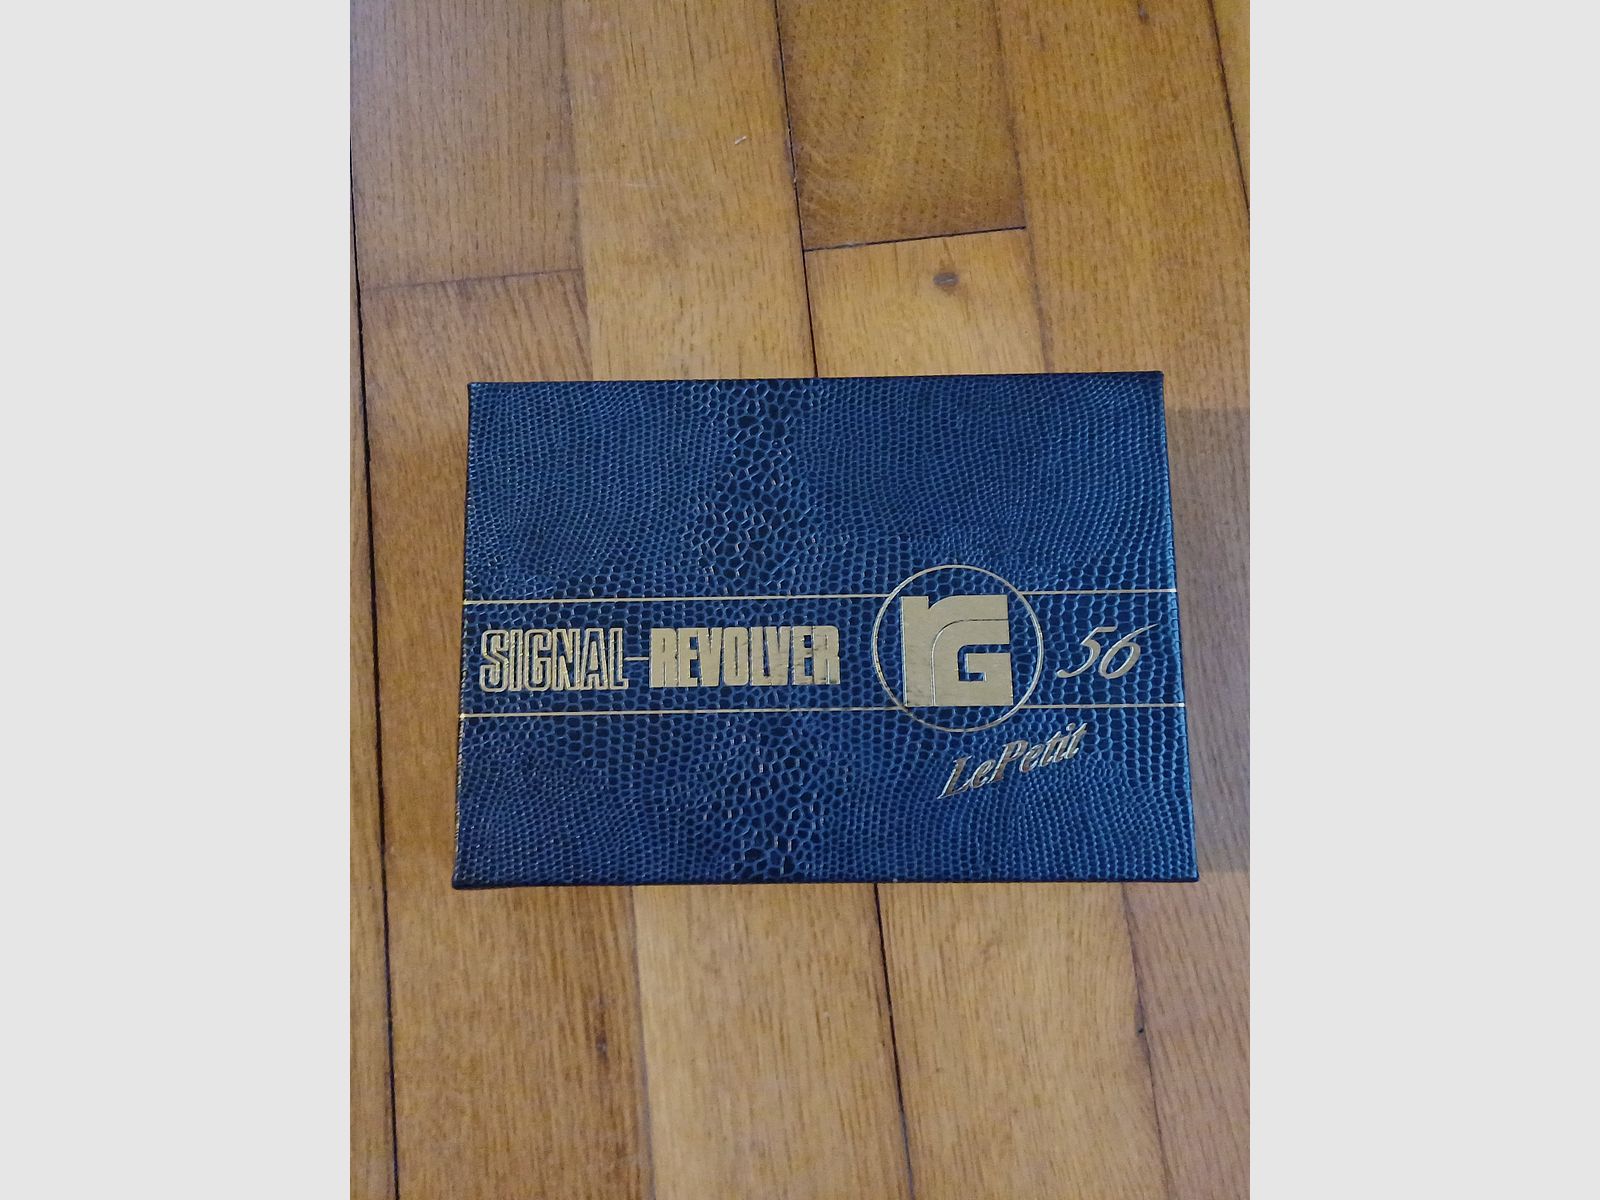 SIGNAL-REVOLVER rG 56
LePetit